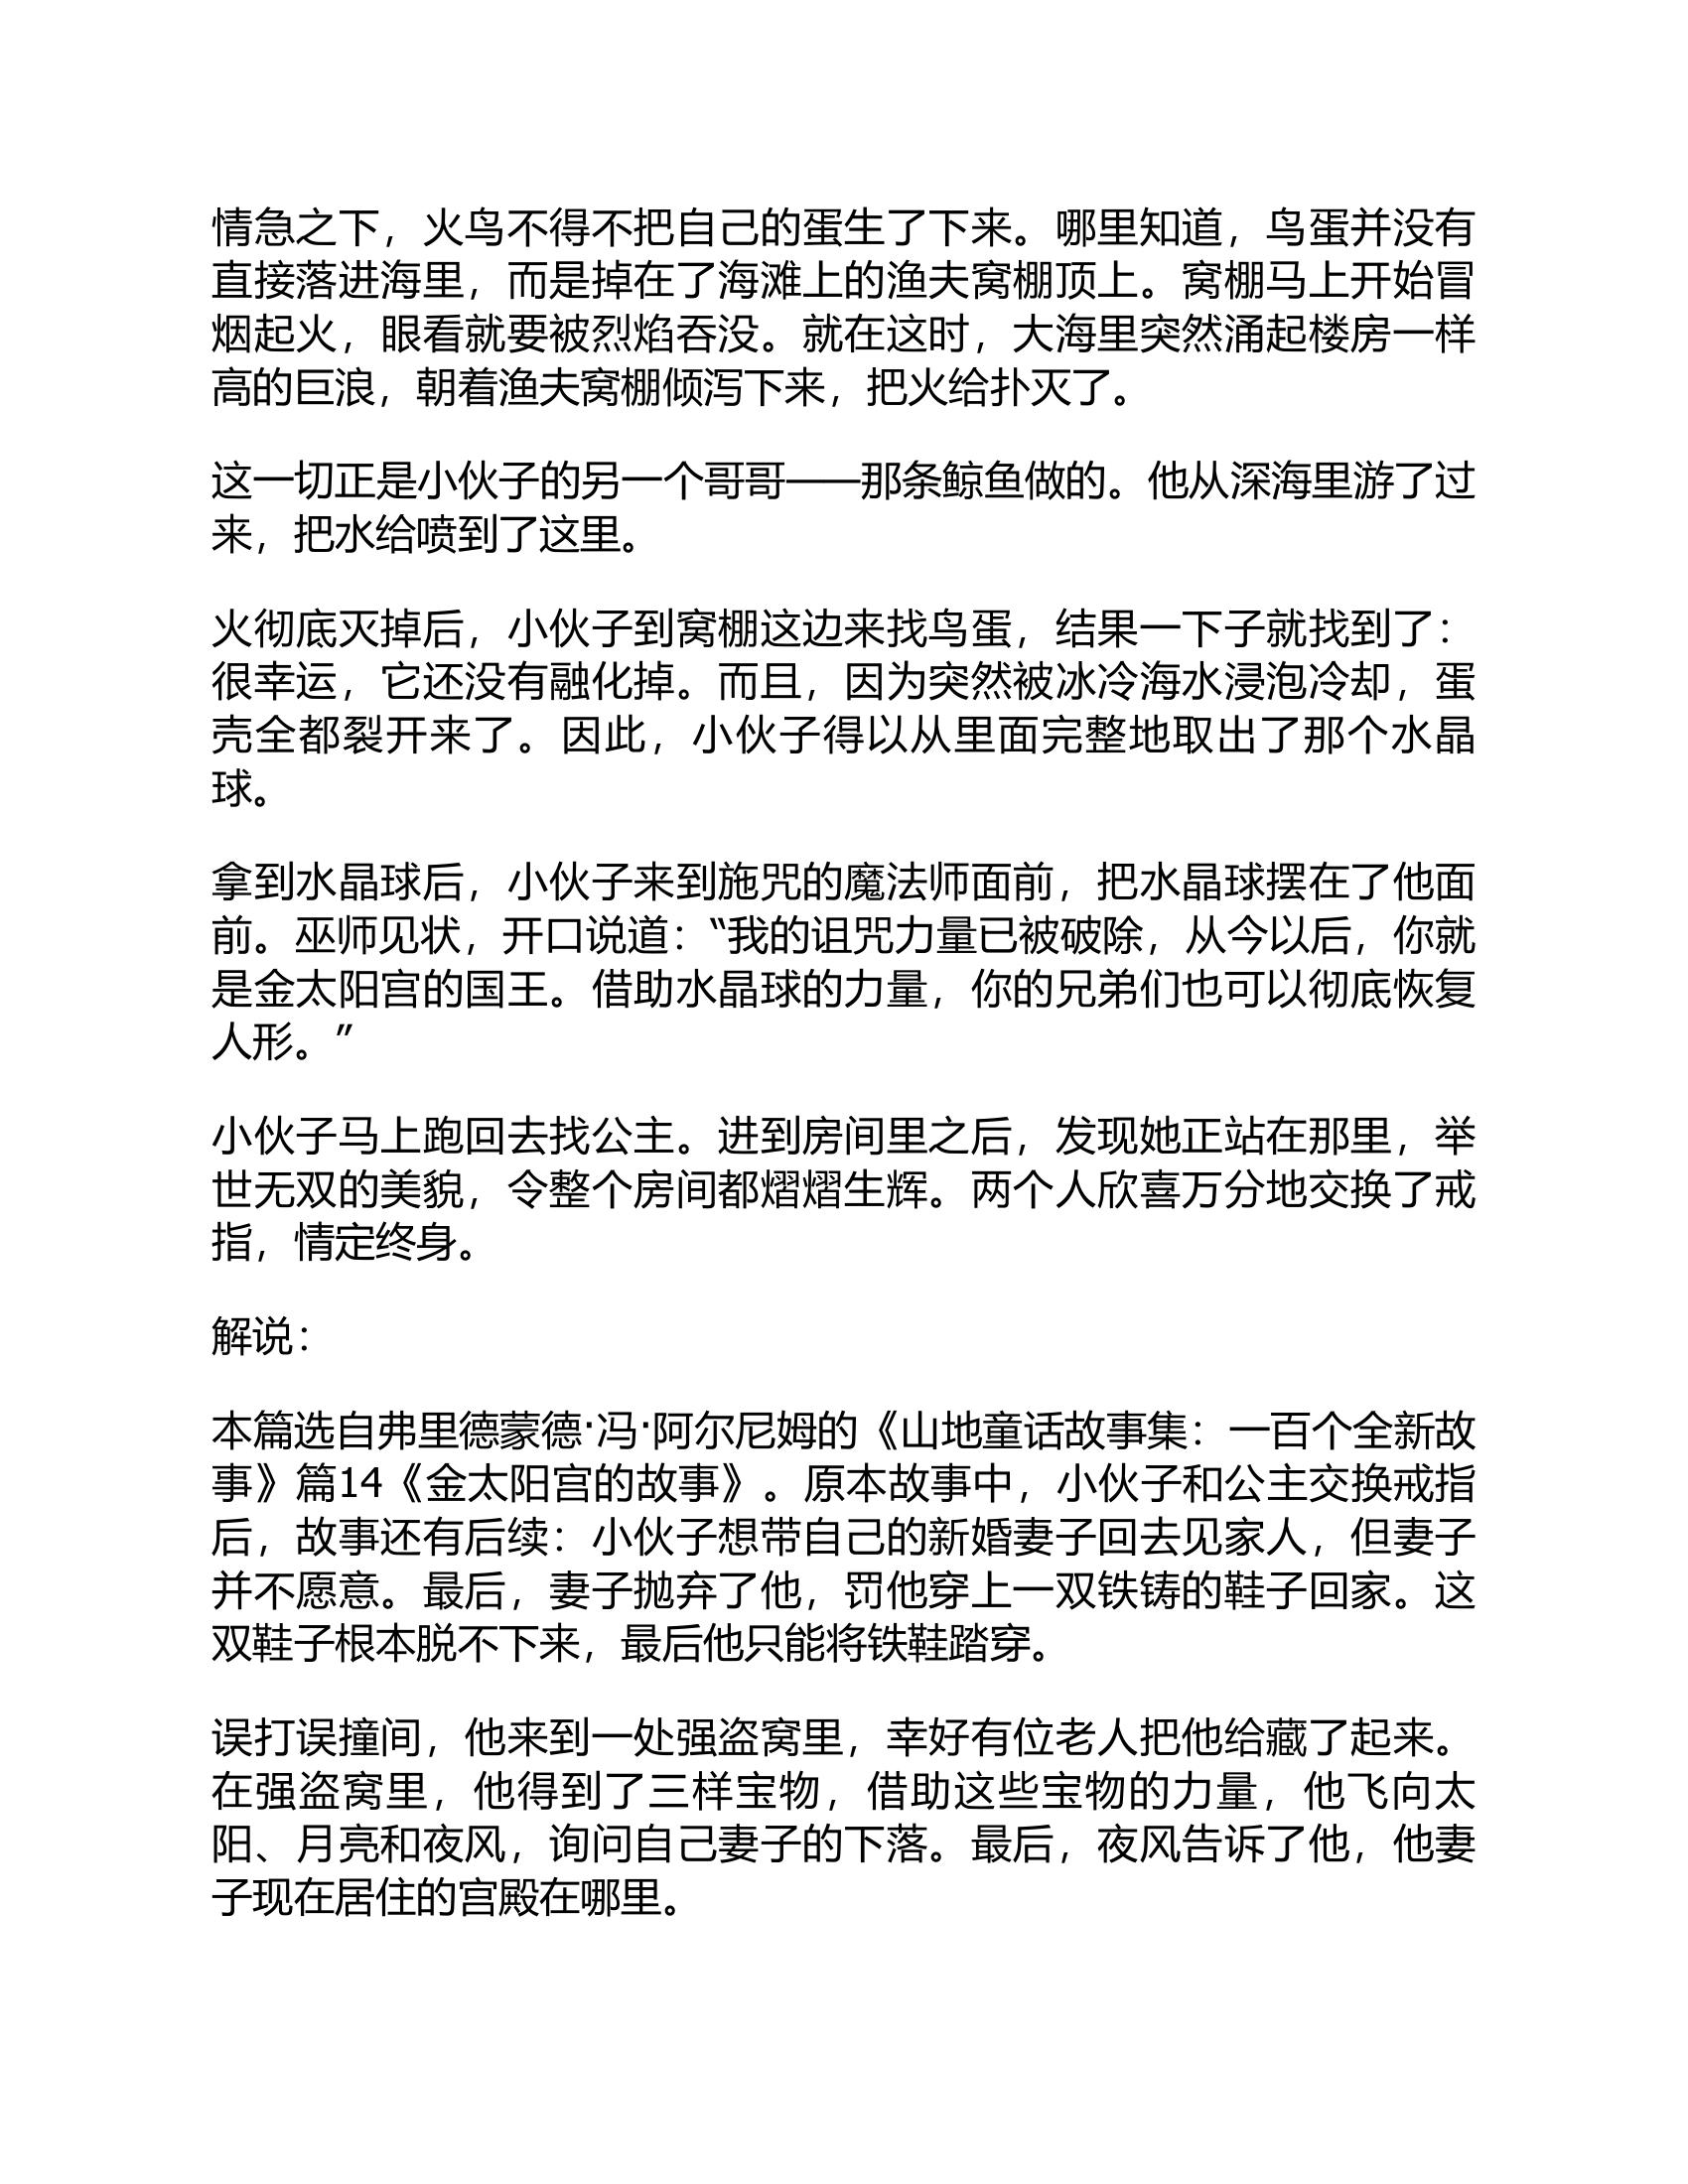 情急之下，火鸟不得不把自己的蛋生了下来。哪里知道，鸟蛋并没有
直接落进海里，而是掉在了海滩上的渔夫窝棚顶上。窝棚马上开始冒
烟起火，眼看就要被烈焰吞没。就在这时，大海里突然涌起楼房一样
高的巨浪，朝着渔夫窝棚倾泻下来，把火给扑灭了。
这一切正是小伙子的另一个哥哥——那条鲸鱼做的。他从深海里游了过
来，把水给喷到了这里。
火彻底灭掉后，小伙子到窝棚这边来找鸟蛋，结果一下子就找到了：
很幸运，它还没有融化掉。而且，因为突然被冰冷海水浸泡冷却，蛋
壳全都裂开来了。因此，小伙子得以从里面完整地取出了那个水晶
球。
拿到水晶球后，小伙子来到施咒的魔法师面前，把水晶球摆在了他面
前。巫师见状，开口说道：“我的诅咒力量已被破除，从今以后，你就
是金太阳宫的国王。借助水晶球的力量，你的兄弟们也可以彻底恢复
人形。”
小伙子马上跑回去找公主。进到房间里之后，发现她正站在那里，举
世无双的美貌，令整个房间都熠熠生辉。两个人欣喜万分地交换了戒
指，情定终身。
解说：
本篇选自弗里德蒙德·冯·阿尔尼姆的《山地童话故事集：一百个全新故
事》篇14《金太阳宫的故事》。原本故事中，小伙子和公主交换戒指
后，故事还有后续：小伙子想带自己的新婚妻子回去见家人，但妻子
并不愿意。最后，妻子抛弃了他，罚他穿上一双铁铸的鞋子回家。这
双鞋子根本脱不下来，最后他只能将铁鞋踏穿。
误打误撞间，他来到一处强盗窝里，幸好有位老人把他给藏了起来。
在强盗窝里，他得到了三样宝物，借助这些宝物的力量，他飞向太
阳、月亮和夜风，询问自己妻子的下落。最后，夜风告诉了他，他妻
子现在居住的宫殿在哪里。